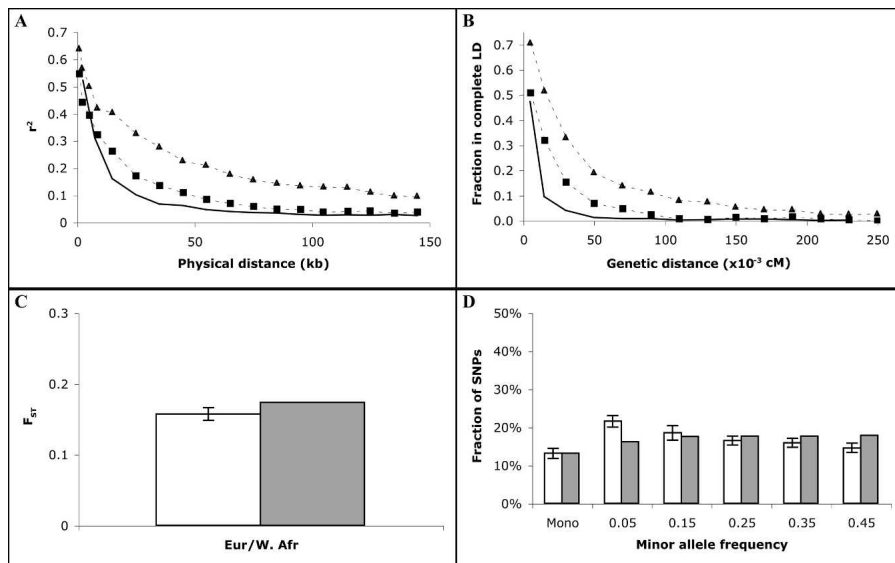 A
r²
0.7
0.6
0.5
0.4
0.3
0.2
0.1
0
0 50 100 150
Physical distance (kb)
B
Fraction in complete LD
0.7
0.6
0.5
0.4
0.3
0.2
0.1
0.0
0 50 100 150 200 250
Genetic distance (x10⁻³ cM)
C
F_ST
0.3
0.2
0.1
0
Eur/W. Afr
D
Fraction of SNPs
50%
40%
30%
20%
10%
0%
Mono 0.05 0.15 0.25 0.35 0.45
Minor allele frequency